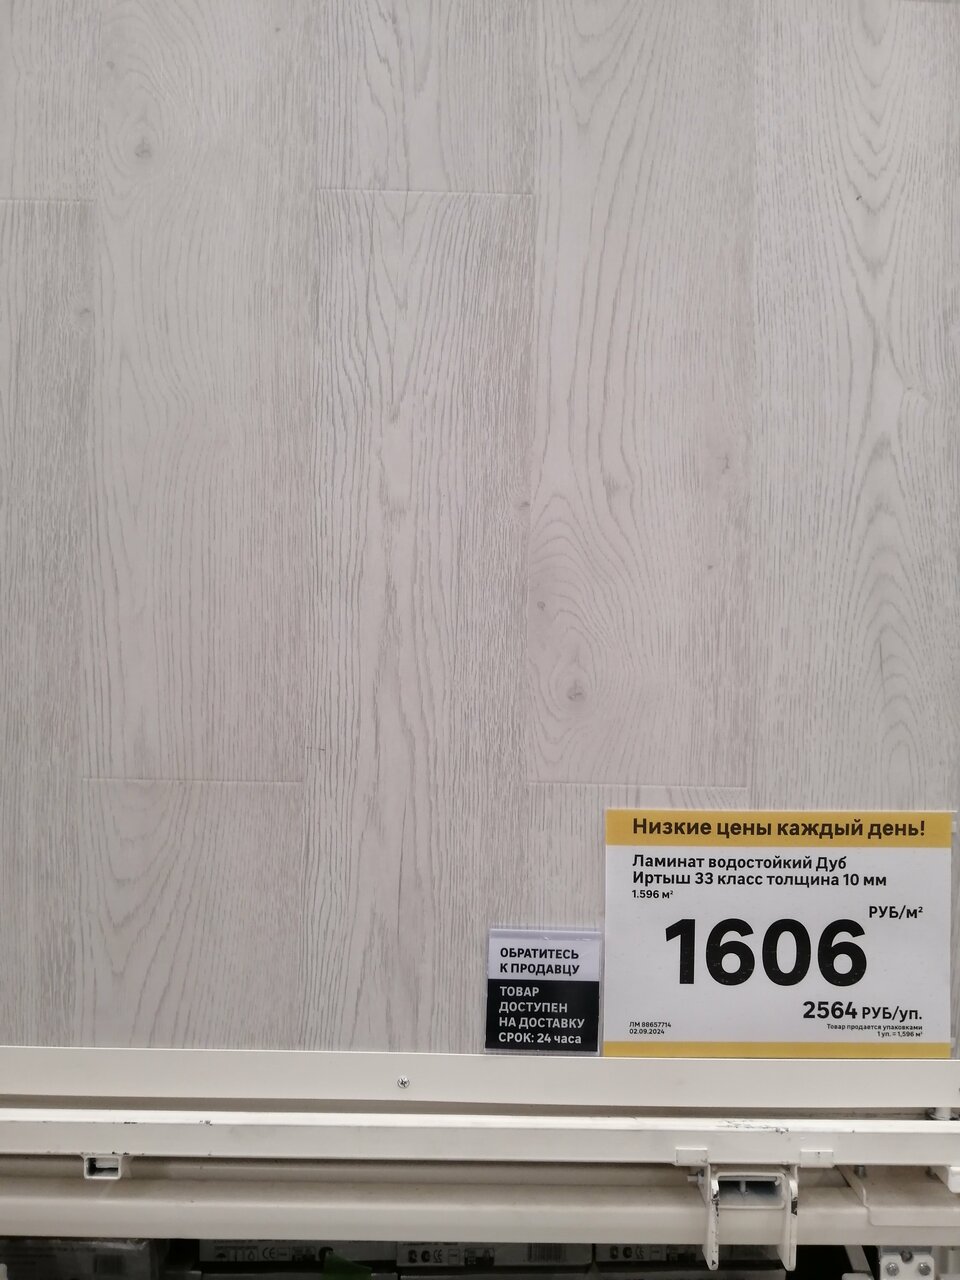 Низкие цены каждый день!
Ламинат водостойкий Дуб
Иртыш 33 класс толщина 10 мм
1.596 м²
РУБ/м²
1606
2564 РУБ/уп.
Товар продается упаковками
1 уп. = 1,596 м²
ЛМ 88657714
02.09.2024
ОБРАТИТЕСЬ
К ПРОДАВЦУ
ТОВАР
ДОСТУПЕН
НА ДОСТАВКУ
СРОК: 24 часа